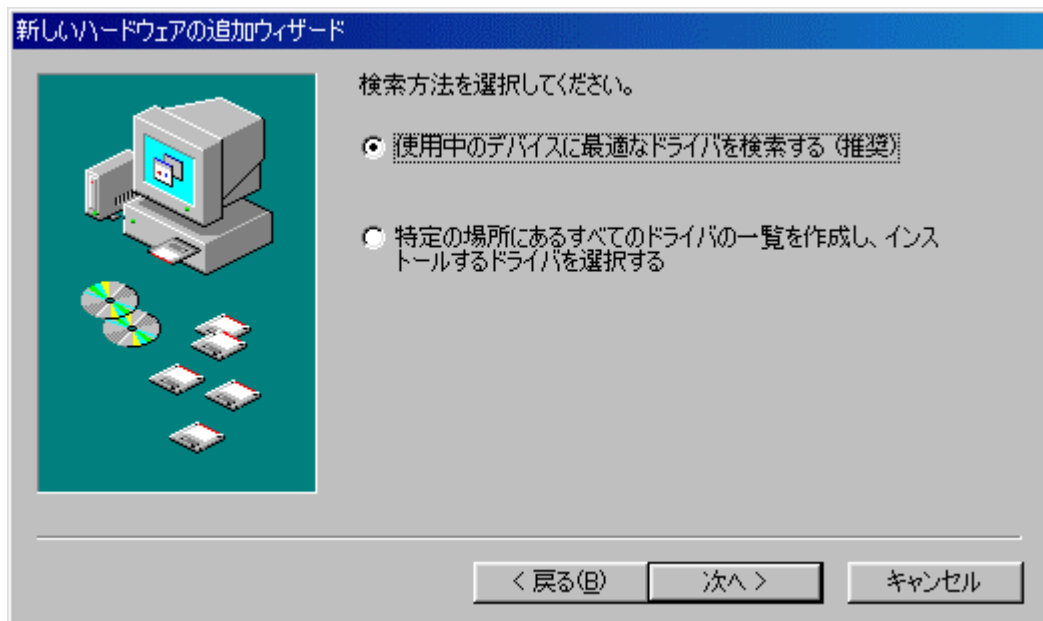 新しいハードウェアの追加ウィザード
検索方法を選択してください。
使用中のデバイスに最適なドライバを検索する (推奨)
特定の場所にあるすべてのドライバの一覧を作成し、インス
トールするドライバを選択する
< 戻る(B)
次へ >
キャンセル